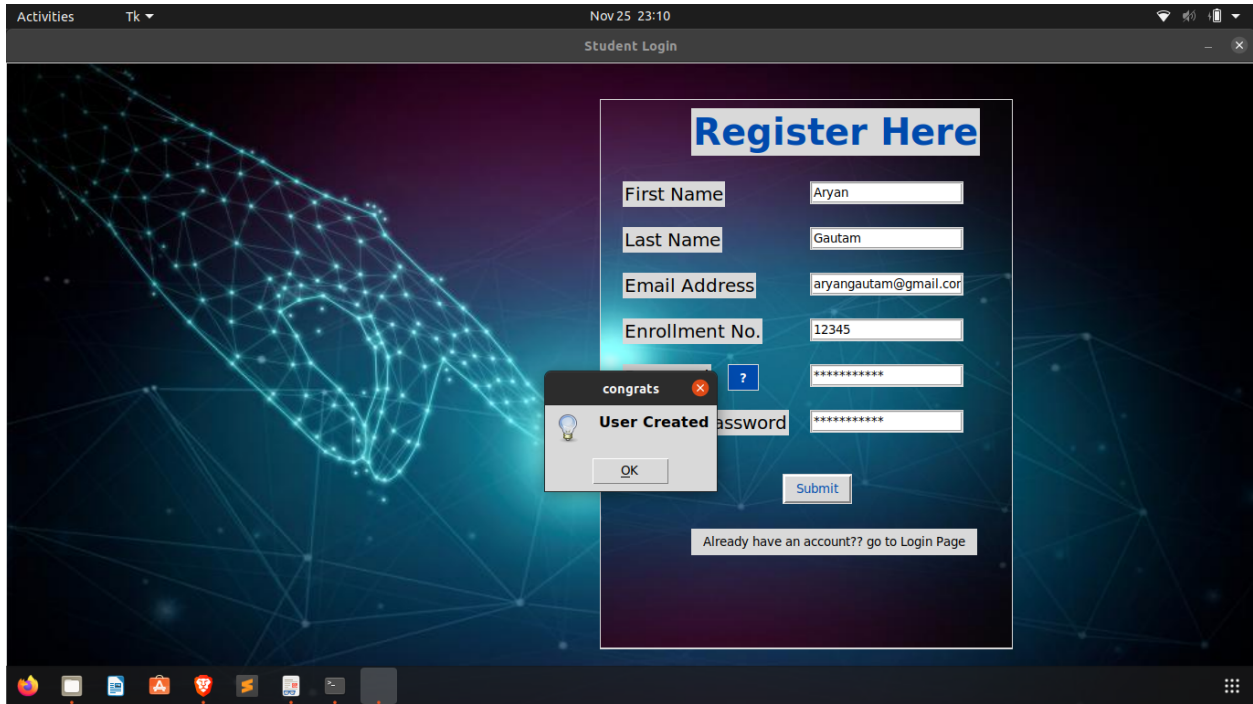 Activities Tk Nov 25 23:10
Student Login
Register Here
First Name Aryan
Last Name Gautam
Email Address aryangautam@gmail.cor
Enrollment No. 12345
? ***********
assword ***********
congrats
User Created
OK
Submit
Already have an account?? go to Login Page